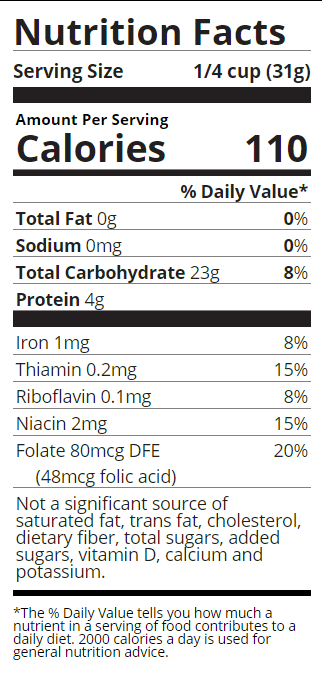 Nutrition Facts
Serving Size 1/4 cup (31g)
Amount Per Serving
Calories 110
% Daily Value*
Total Fat 0g 0%
Sodium 0mg 0%
Total Carbohydrate 23g 8%
Protein 4g
Iron 1mg 8%
Thiamin 0.2mg 15%
Riboflavin 0.1mg 8%
Niacin 2mg 15%
Folate 80mcg DFE 20%
(48mcg folic acid)
Not a significant source of
saturated fat, trans fat, cholesterol,
dietary fiber, total sugars, added
sugars, vitamin D, calcium and
potassium.
*The % Daily Value tells you how much a
nutrient in a serving of food contributes to a
daily diet. 2000 calories a day is used for
general nutrition advice.